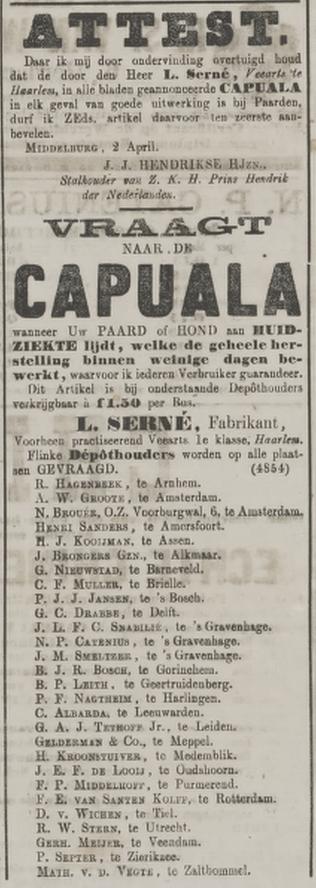 ATTEST.
Daar ik mij door ondervinding overtuigd houd
dat de door den Heer L. Serné, Veearts te
Haarlem, in alle bladen geannonceerde CAPUALA
in elk geval van goede uitwerking is bij Paarden,
durf ik ZEds. artikel daarvoor ten zeerste aan-
bevelen.
MIDDELBURG, 2 April.
J. J. HENDRIKSE HJzn.,
Stalhouder van Z. K. H. Prins Hendrik
der Nederlanden.
VRAAGT
NAAR DE
CAPUALA
wanneer Uw PAARD of HOND aan HUID-
ZIEKTE lijdt, welke de geheele her-
stelling binnen weinige dagen be-
werkt, waarvoor ik iederen Verbruiker guarandeer.
Dit Artikel is bij onderstaande Depôthouders
verkrijgbaar à f1.50 per Bus.
L. SERNÉ, Fabrikant,
Voorheen practiseerend Veearts 1e klasse, Haarlem.
Flinke Dépôthouders worden op alle plaat-
sen GEVRAAGD. (4854)
R. HAGENBEEK, te Arnhem.
A. W. GROOTE, te Amsterdam.
N. BROUÉR, O.Z. Voorburgwal, 6, te Amsterdam.
HENRI SANDERS, te Amersfoort.
H. J. KOOIJMAN, te Assen.
J. BRONGERS GZN., te Alkmaar.
G. NIEUWSTAD, te Barneveld.
C. F. MULLER, te Brielle.
P. J. J. JANSEN, te 's Bosch.
G. C. DRABBE, te Delft.
J. L. F. C. SNABILIÉ, te 's Gravenhage.
N. P. CATENIUS, te 's Gravenhage.
J. M. SMELTZER, te 's Gravenhage.
B. J. R. BOSCH, te Gorinchem.
B. P. LEITH, te Geertruidenberg.
P. F. NAGTHEIM, te Harlingen.
C. ALBARDA, te Leeuwarden.
G. A. J. TETHOFF Jr., te Leiden.
GELDERMAN & Co., te Meppel.
H. KROONSTUIVER, te Medemblik.
J. E. F. DE LOOIJ, te Oudshoorn.
F. P. MIDDELHOFF, te Purmerend.
F. E. VAN SANTEN KOLFF, te Rotterdam.
D. v. WICHEN, te Tiel.
R. W. STERN, te Utrecht.
GERH. MEIJER, te Veendam.
P. SEPTER, te Zierikzee.
MATH. v. D. VEGTE, te Zaltbommel.